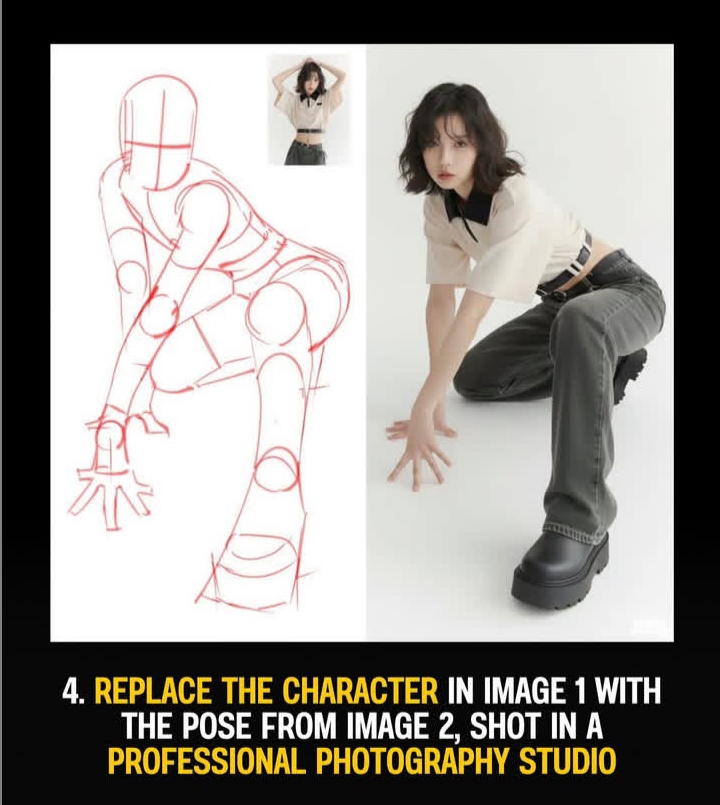 4. REPLACE THE CHARACTER IN IMAGE 1 WITH
THE POSE FROM IMAGE 2, SHOT IN A
PROFESSIONAL PHOTOGRAPHY STUDIO